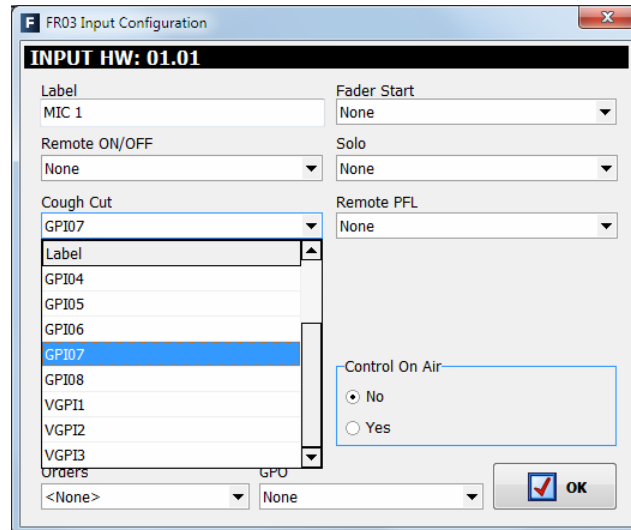 F FR03 Input Configuration
INPUT HW: 01.01
Label
Fader Start
MIC 1
None
Remote ON/OFF
Solo
None
None
Cough Cut
Remote PFL
GPI07
None
Label
GPI04
GPI05
GPI06
GPI07
GPI08
VGPI1
VGPI2
VGPI3
Control On Air
No
Yes
Orders
GPO
<None>
None
OK